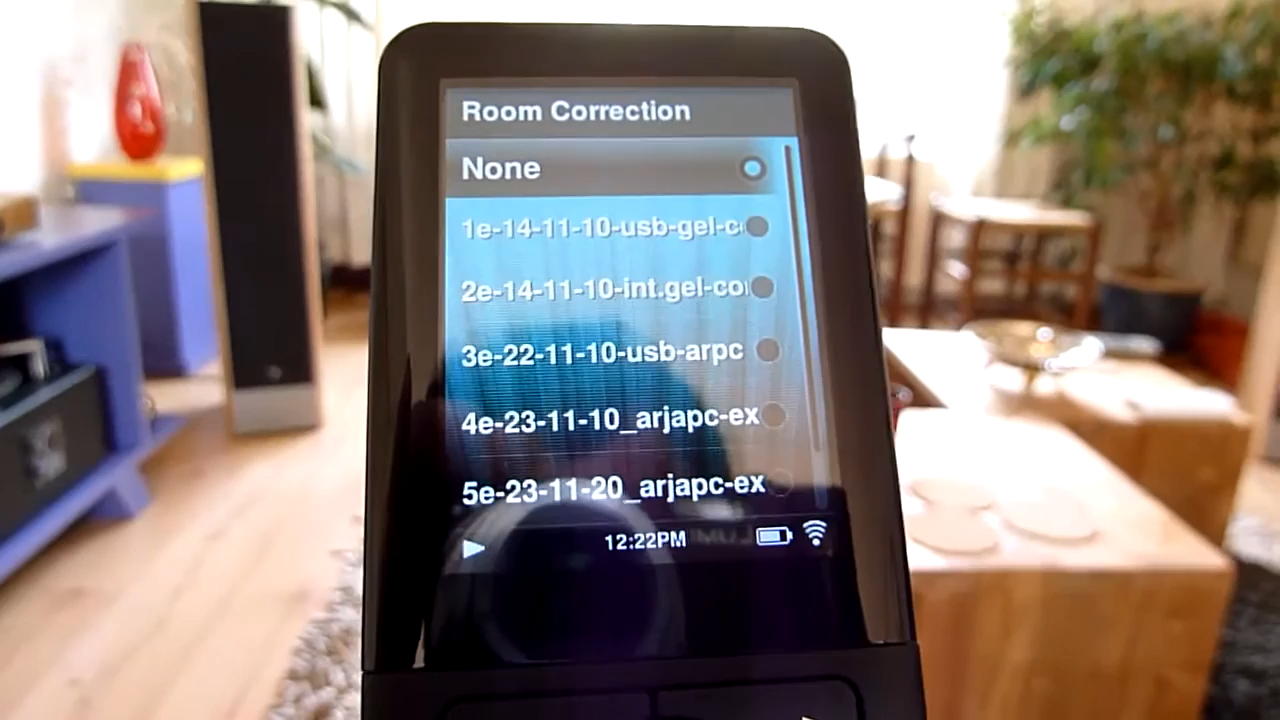 Room Correction
None
1e-14-11-10-usb-gel-c
2e-14-11-10-int.gel-co
3e-22-11-10-usb-arpc
4e-23-11-10_arjapc-ex
5e-23-11-20_arjapc-ex
12:22PM